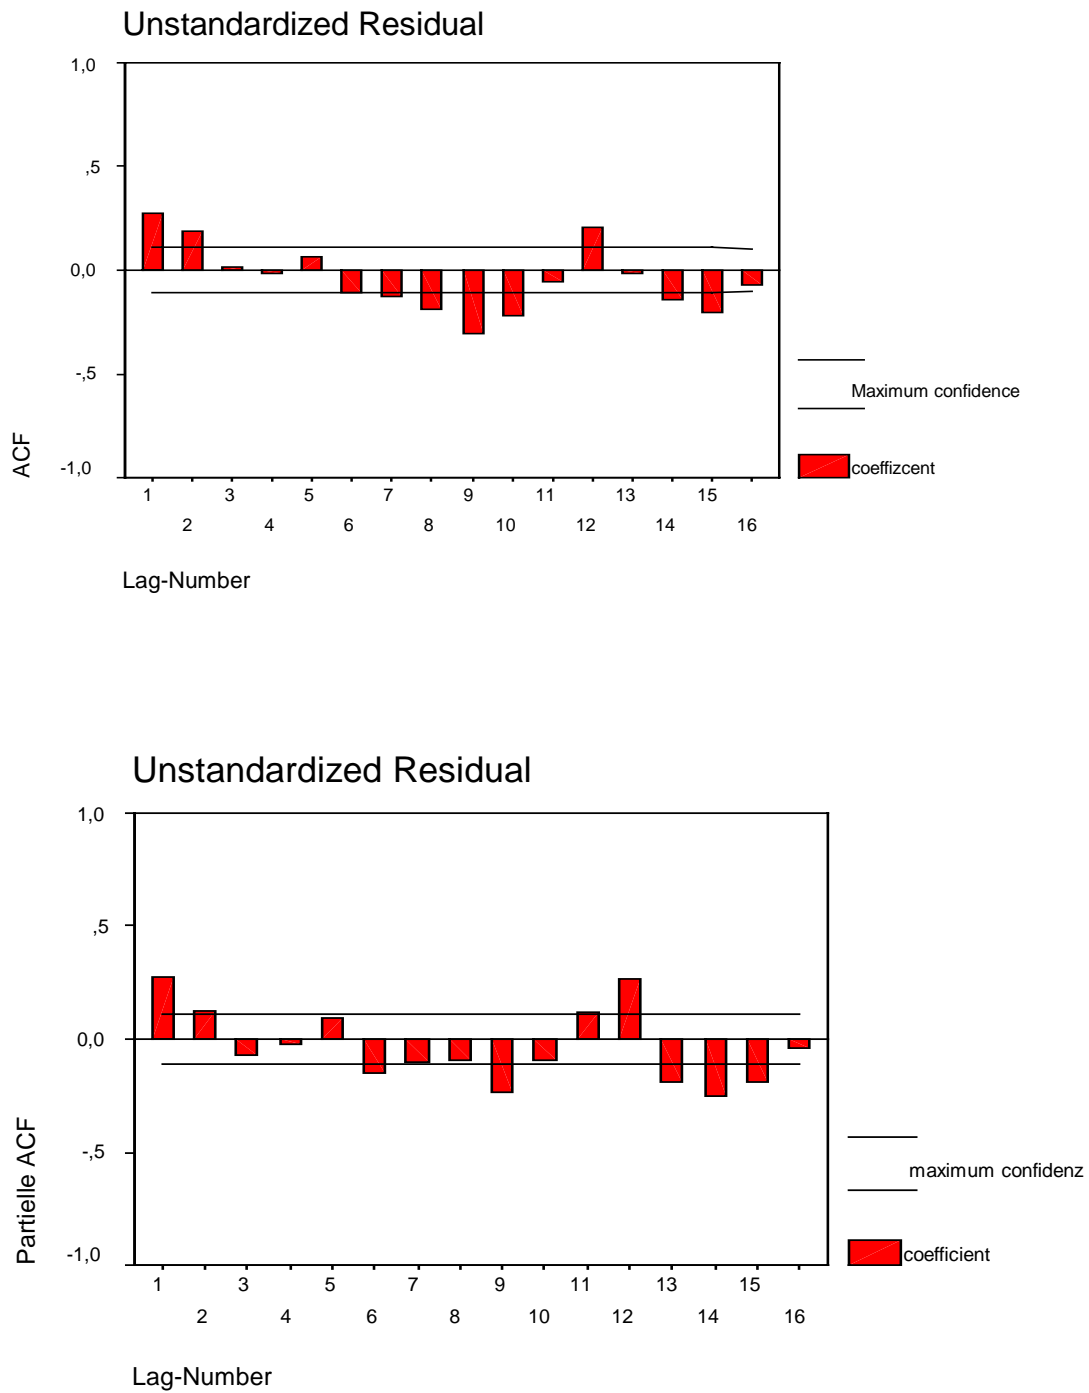 Unstandardized Residual
1,0
,5
0,0
-,5
-1,0
ACF
Maximum confidence
coeffizcent
1 3 5 7 9 11 13 15
2 4 6 8 10 12 14 16
Lag-Number
Unstandardized Residual
1,0
,5
0,0
-,5
-1,0
Partielle ACF
maximum confidenz
coefficient
1 3 5 7 9 11 13 15
2 4 6 8 10 12 14 16
Lag-Number